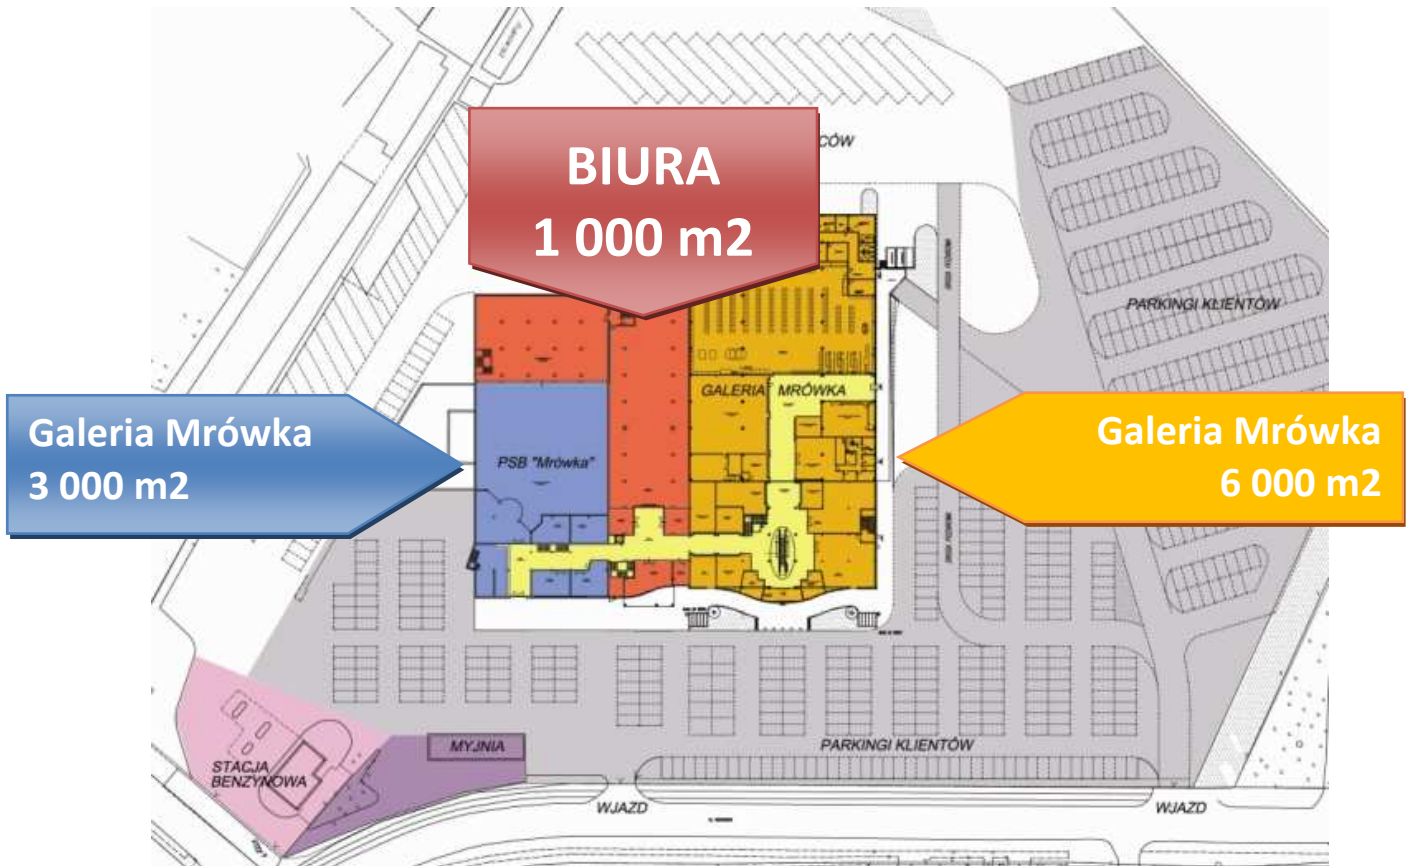 BIURA
1 000 m2
CÓW
PARKINGI KLIENTÓW
GALERIA MRÓWKA
Galeria Mrówka
3 000 m2
Galeria Mrówka
6 000 m2
PSB "Mrówka"
MYJNIA
PARKINGI KLIENTÓW
STACJA
BENZYNOWA
WJAZD
WJAZD